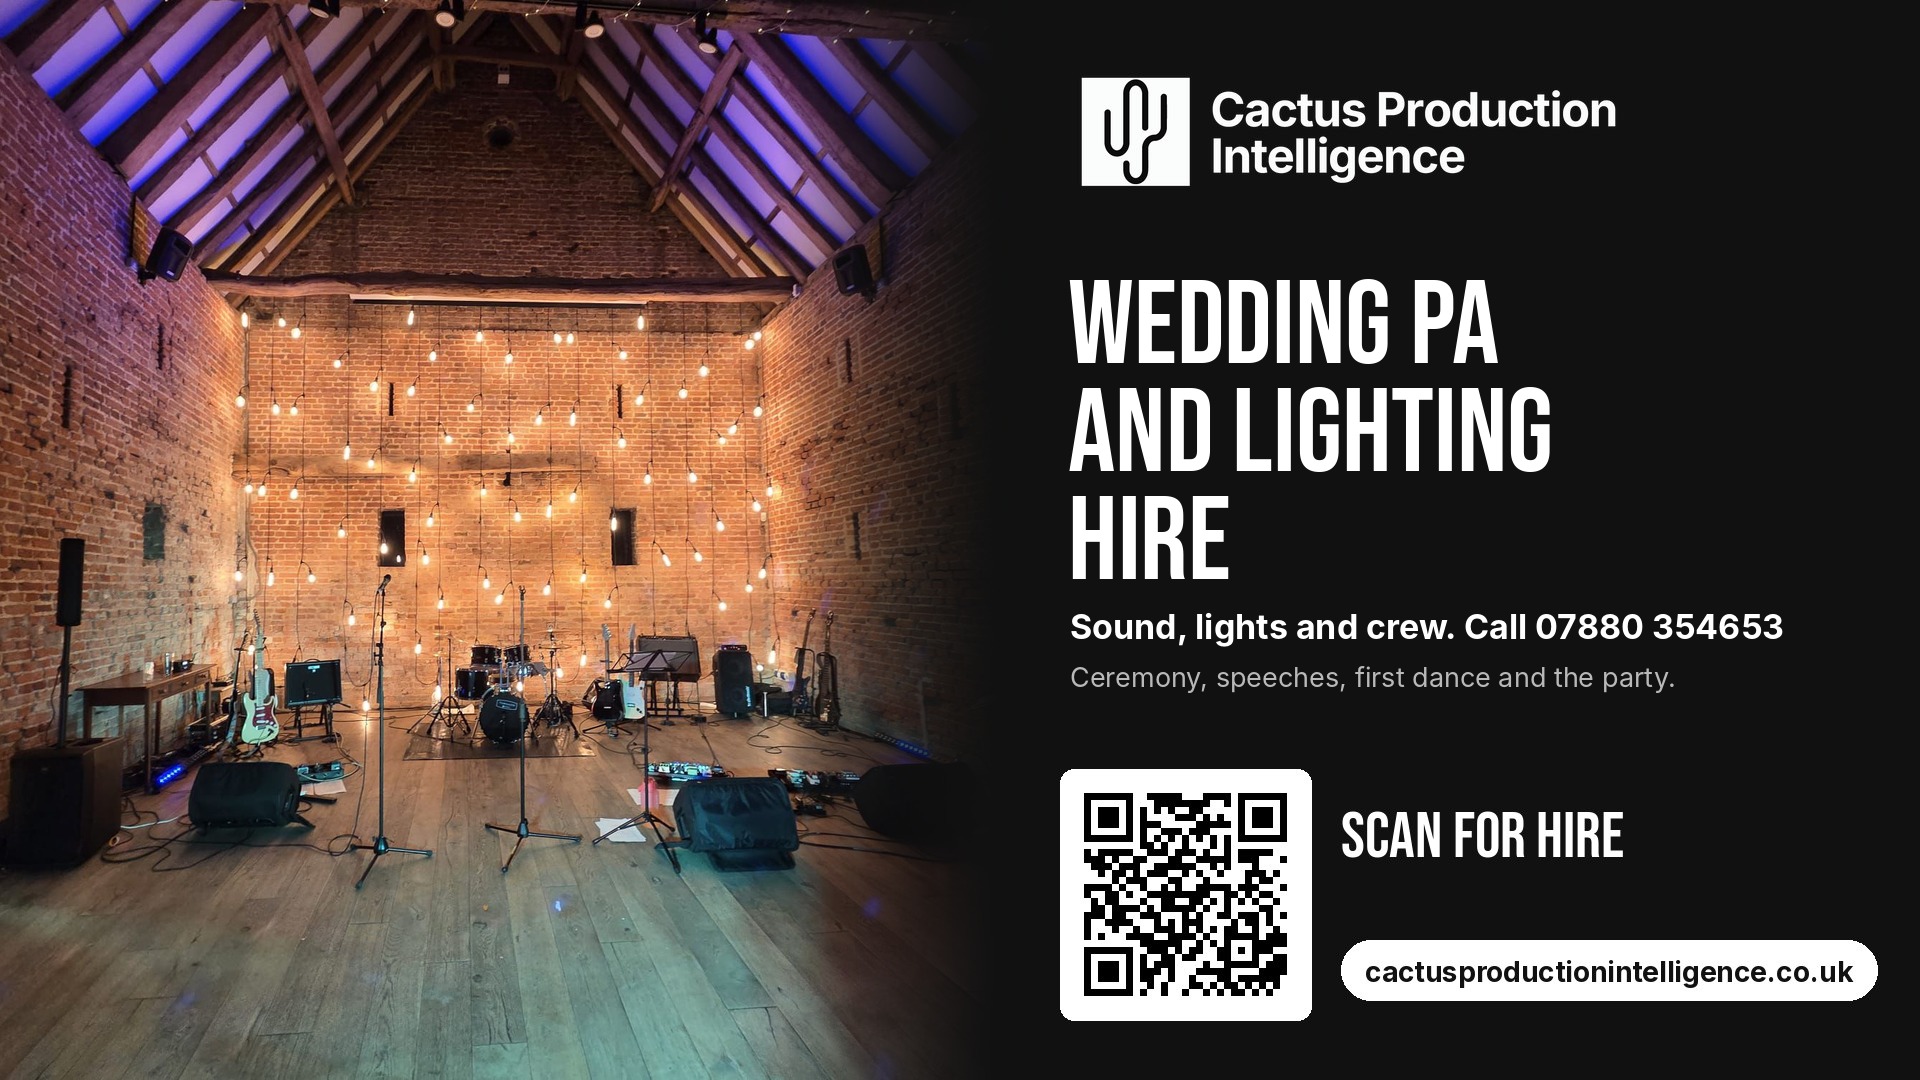 Cactus Production
Intelligence
WEDDING PA
AND LIGHTING
HIRE
Sound, lights and crew. Call 07880 354653
Ceremony, speeches, first dance and the party.
SCAN FOR HIRE
cactusproductionintelligence.co.uk